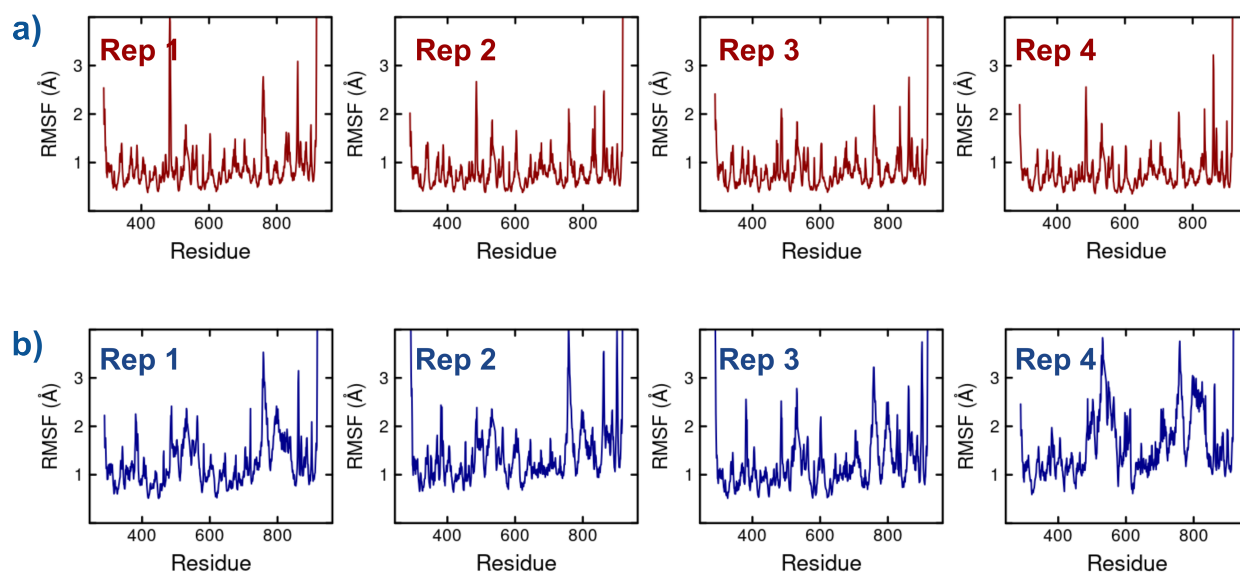 a)
Rep 1
Rep 2
Rep 3
Rep 4
RMSF (Å)
3
2
1
400 600 800
Residue
RMSF (Å)
3
2
1
400 600 800
Residue
RMSF (Å)
3
2
1
400 600 800
Residue
RMSF (Å)
3
2
1
400 600 800
Residue
b)
Rep 1
Rep 2
Rep 3
Rep 4
RMSF (Å)
3
2
1
400 600 800
Residue
RMSF (Å)
3
2
1
400 600 800
Residue
RMSF (Å)
3
2
1
400 600 800
Residue
RMSF (Å)
3
2
1
400 600 800
Residue